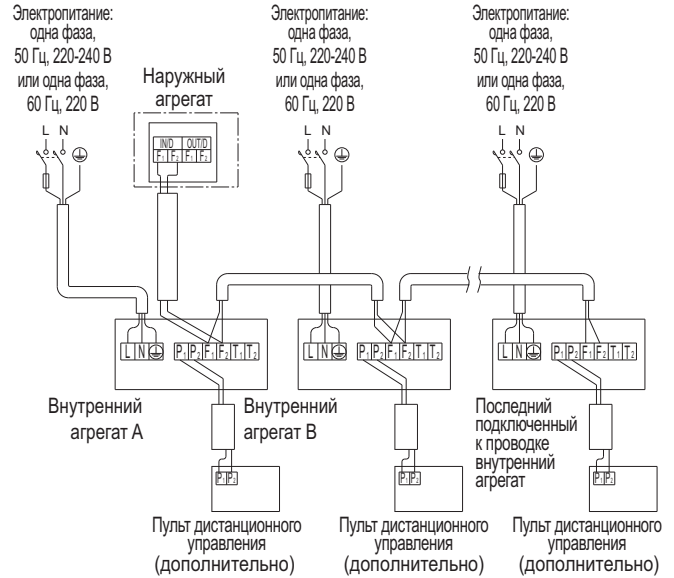 Электропитание:
одна фаза,
50 Гц, 220-240 В
или одна фаза,
60 Гц, 220 В
L N
Наружный
агрегат
IN/D OUT/D
F1 F2 F1 F2
Электропитание:
одна фаза,
50 Гц, 220-240 В
или одна фаза,
60 Гц, 220 В
L N
Электропитание:
одна фаза,
50 Гц, 220-240 В
или одна фаза,
60 Гц, 220 В
L N
L N
P1 P2 F1 F2 T1 T2
L N
P1 P2 F1 F2 T1 T2
L N
P1 P2 F1 F2 T1 T2
Внутренний
агрегат A
Внутренний
агрегат B
Последний
подключенный
к проводке
внутренний
агрегат
P1 P2
P1 P2
P1 P2
Пульт дистанционного
управления
(дополнительно)
Пульт дистанционного
управления
(дополнительно)
Пульт дистанционного
управления
(дополнительно)